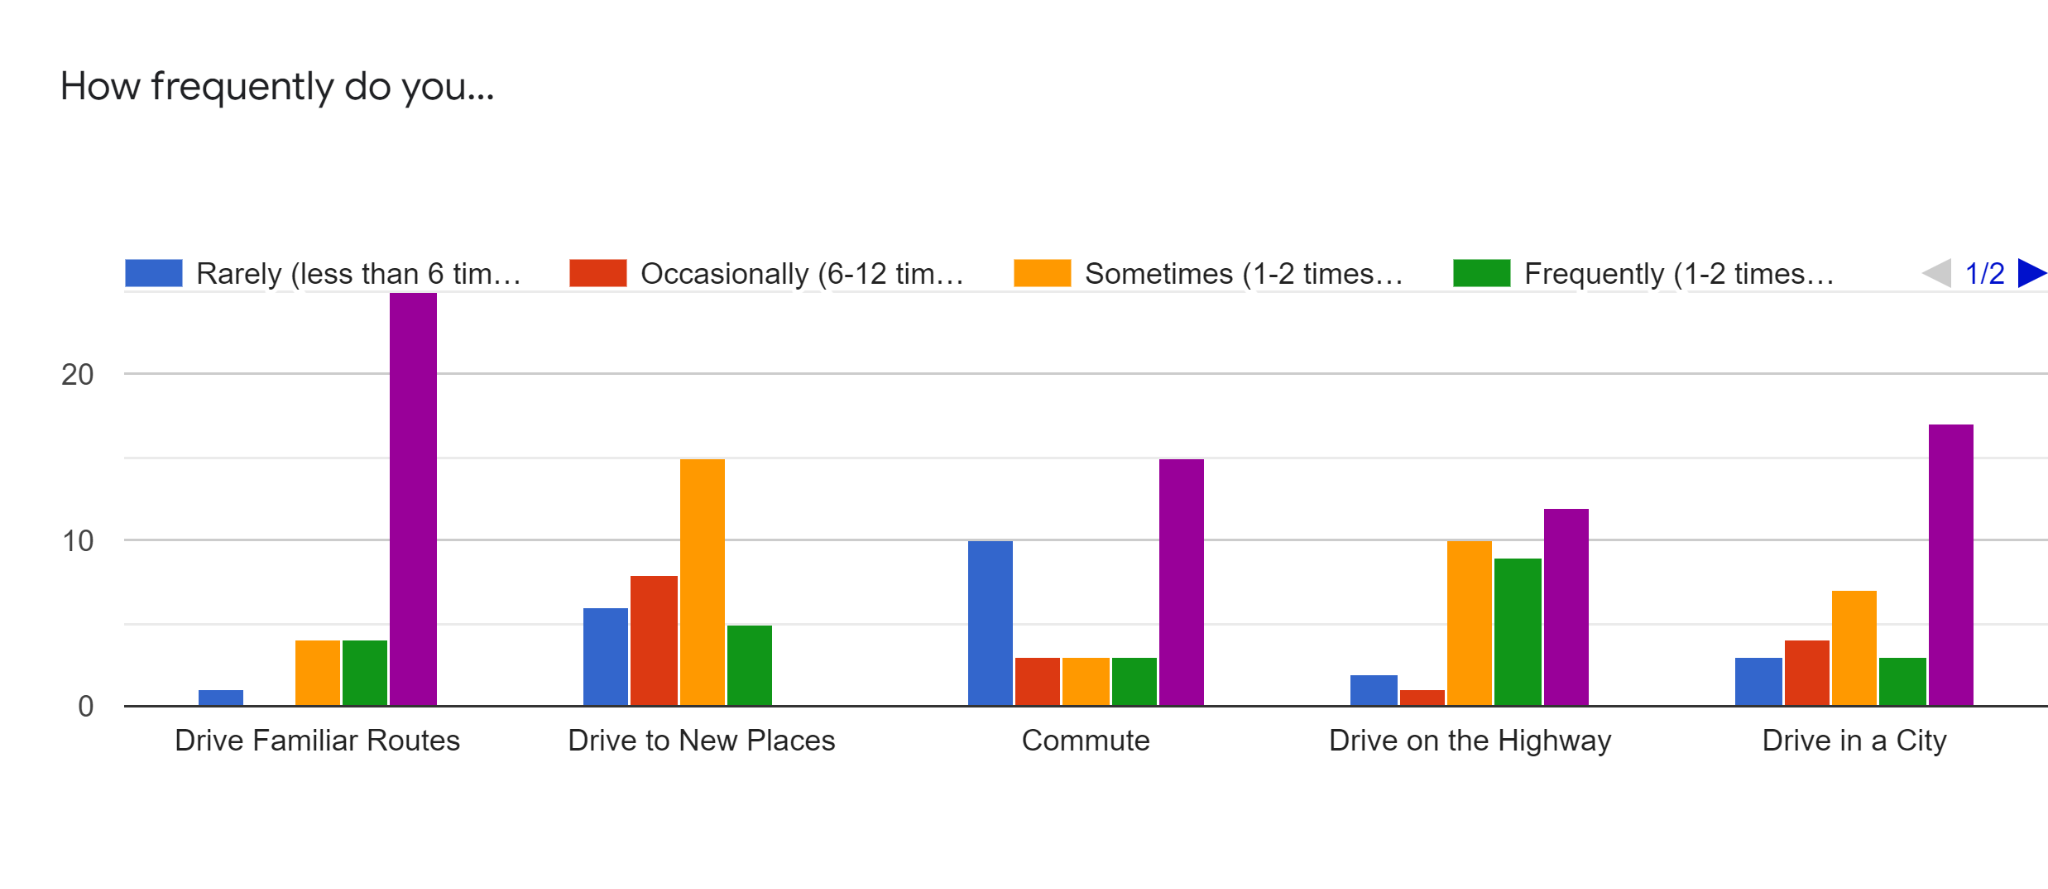 How frequently do you...
Rarely (less than 6 tim… Occasionally (6-12 tim… Sometimes (1-2 times… Frequently (1-2 times… 1/2
20
10
0
Drive Familiar Routes Drive to New Places Commute Drive on the Highway Drive in a City